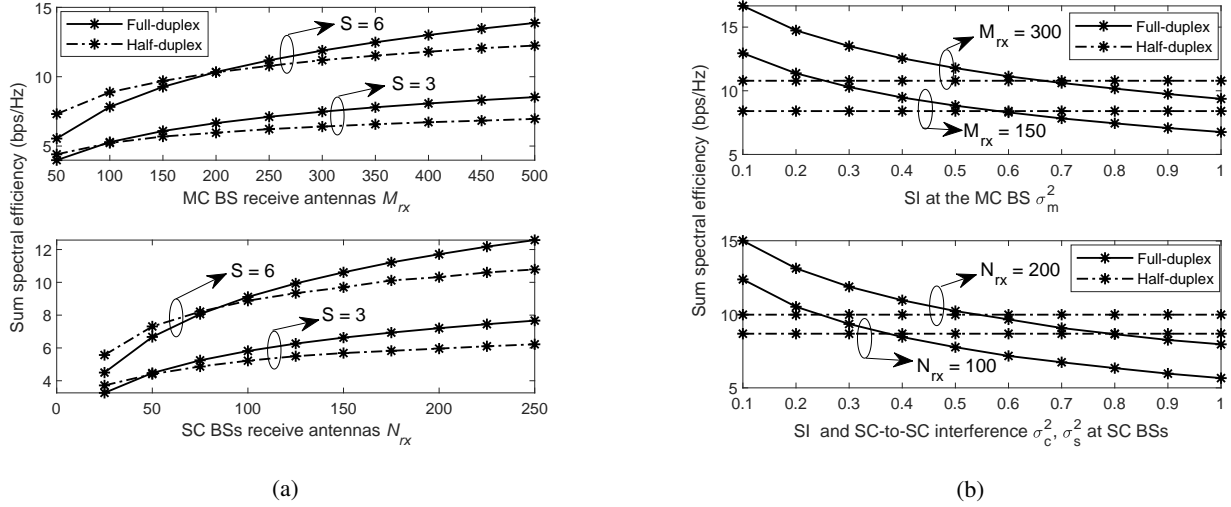 Sum spectral efficiency (bps/Hz)
15
10
5
Full-duplex
Half-duplex
S = 6
S = 3
50 100 150 200 250 300 350 400 450 500
MC BS receive antennas M_rx
12
10
8
6
4
S = 6
S = 3
0 50 100 150 200 250
SC BSs receive antennas N_rx
(a)
Sum spectral efficiency (bps/Hz)
15
10
5
Full-duplex
Half-duplex
M_rx = 300
M_rx = 150
0.1 0.2 0.3 0.4 0.5 0.6 0.7 0.8 0.9 1
SI at the MC BS σ_m^2
15
10
5
Full-duplex
Half-duplex
N_rx = 200
N_rx = 100
0.1 0.2 0.3 0.4 0.5 0.6 0.7 0.8 0.9 1
SI and SC-to-SC interference σ_c^2, σ_s^2 at SC BSs
(b)